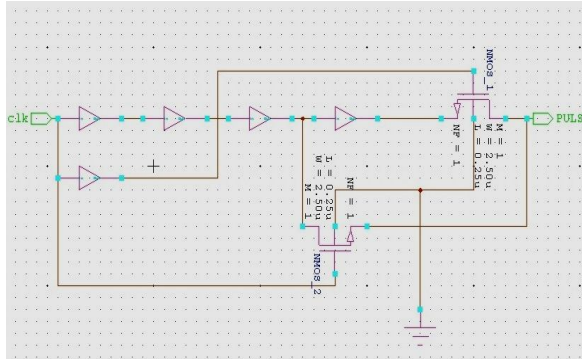 clk
NMOS_1
PULS
M = 1
W = 2.50u
L = 0.25u
NF = 1
L = 0.25u
W = 2.50u
M = 1
NF = 1
NMOS_2